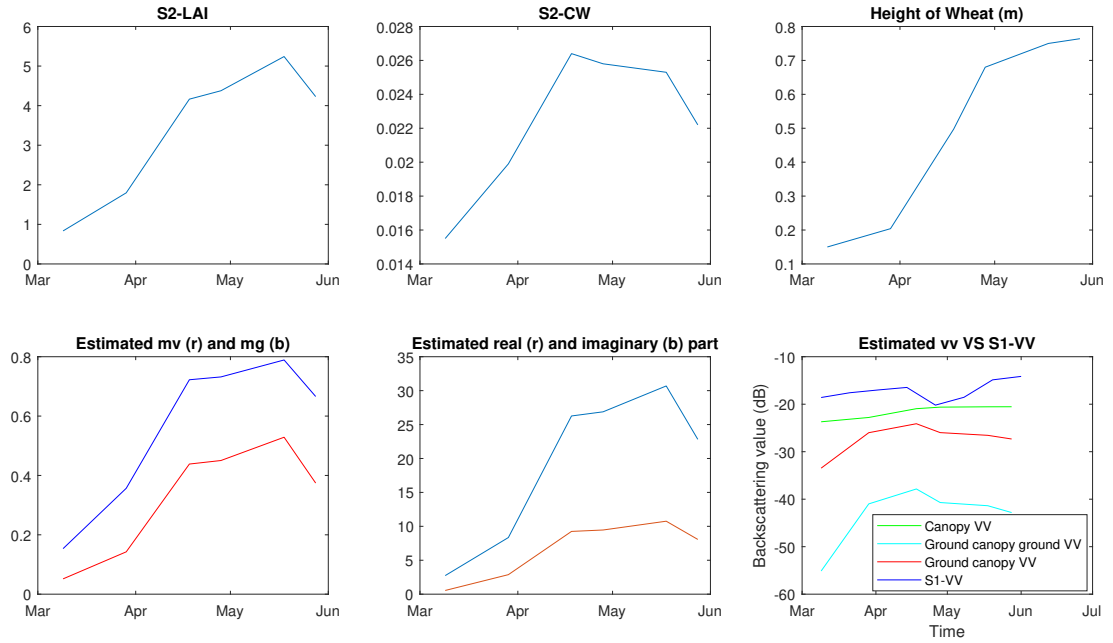 S2-LAI
6
5
4
3
2
1
0
Mar Apr May Jun
S2-CW
0.028
0.026
0.024
0.022
0.02
0.018
0.016
0.014
Mar Apr May Jun
Height of Wheat (m)
0.8
0.7
0.6
0.5
0.4
0.3
0.2
0.1
Mar Apr May Jun
Estimated mv (r) and mg (b)
0.8
0.6
0.4
0.2
0
Mar Apr May Jun
Estimated real (r) and imaginary (b) part
35
30
25
20
15
10
5
0
Mar Apr May Jun
Estimated vv VS S1-VV
Backscattering value (dB)
-10
-20
-30
-40
-50
-60
Canopy VV
Ground canopy ground VV
Ground canopy VV
S1-VV
Mar Apr May Jun Jul
Time